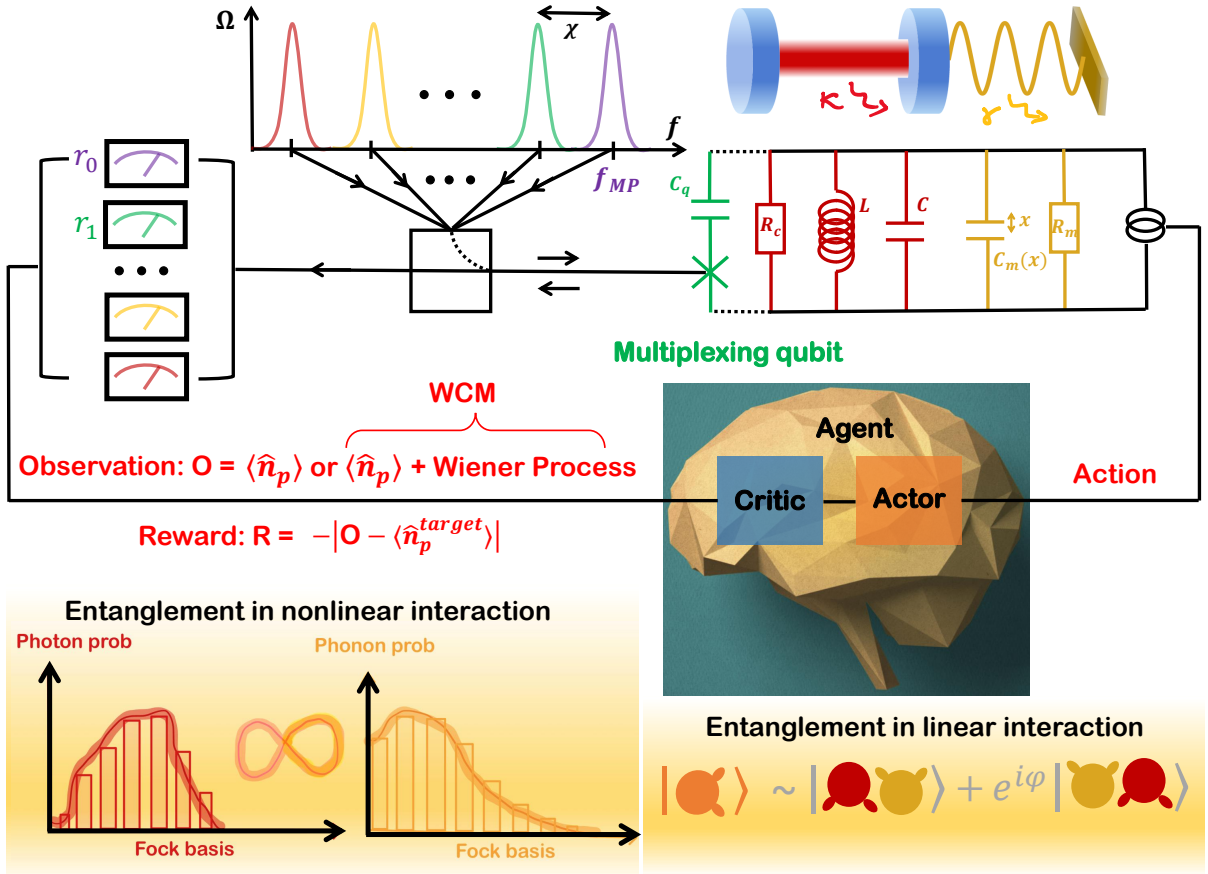 Ω
χ
κ
γ
f
r₀
f_MP
C_q
r₁
R_c
L
C
x
R_m
C_m(x)
Multiplexing qubit
WCM
Agent
Observation: O = ⟨n̂_p⟩ or ⟨n̂_p⟩ + Wiener Process
Critic
Actor
Action
Reward: R = −|O − ⟨n̂_p^target⟩|
Entanglement in nonlinear interaction
Photon prob
Phonon prob
Fock basis
Fock basis
Entanglement in linear interaction
| ⟩ ~ | ⟩ + e^{iφ} | ⟩